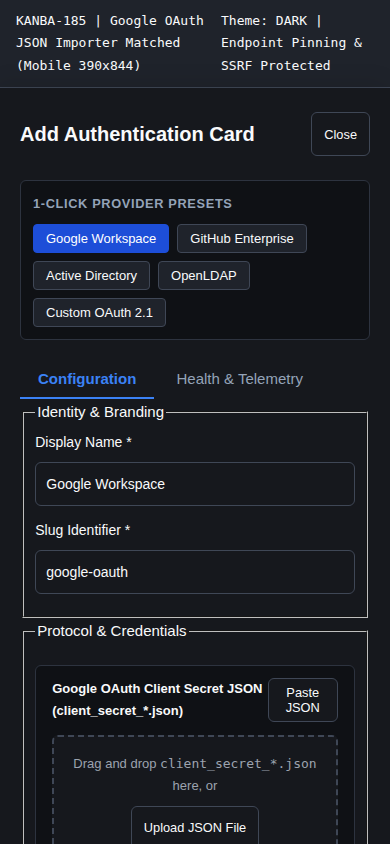 KANBA-185 | Google OAuth
JSON Importer Matched
(Mobile 390x844)
Theme: DARK |
Endpoint Pinning &
SSRF Protected
Add Authentication Card
Close
1-CLICK PROVIDER PRESETS
Google Workspace
GitHub Enterprise
Active Directory
OpenLDAP
Custom OAuth 2.1
Configuration
Health & Telemetry
Identity & Branding
Display Name *
Google Workspace
Slug Identifier *
google-oauth
Protocol & Credentials
Google OAuth Client Secret JSON
(client_secret_*.json)
Paste
JSON
Drag and drop client_secret_*.json
here, or
Upload JSON File